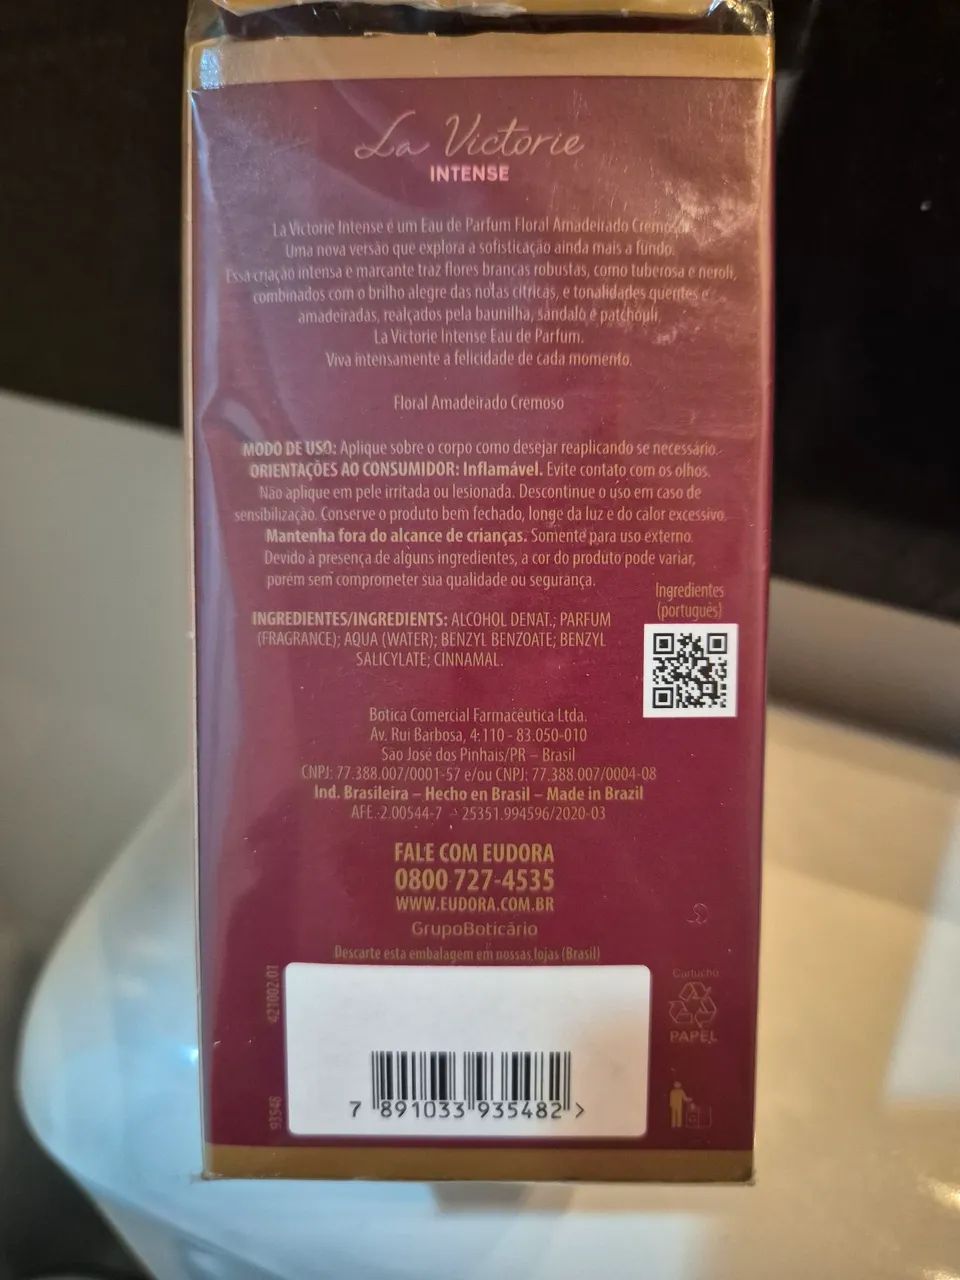 La Victorie
INTENSE
La Victorie Intense é um Eau de Parfum Floral Amadeirado Cremoso.
Uma nova versão que explora a sofisticação ainda mais a fundo.
Essa criação intensa e marcante traz flores brancas robustas, como tuberosa e neroli,
combinados com o brilho alegre das notas cítricas, e tonalidades quentes e
amadeiradas, realçados pela baunilha, sândalo e patchouli.
La Victorie Intense Eau de Parfum.
Viva intensamente a felicidade de cada momento.
Floral Amadeirado Cremoso
MODO DE USO: Aplique sobre o corpo como desejar reaplicando se necessário.
ORIENTAÇÕES AO CONSUMIDOR: Inflamável. Evite contato com os olhos.
Não aplique em pele irritada ou lesionada. Descontinue o uso em caso de
sensibilização. Conserve o produto bem fechado, longe da luz e do calor excessivo.
Mantenha fora do alcance de crianças. Somente para uso externo.
Devido à presença de alguns ingredientes, a cor do produto pode variar,
porém sem comprometer sua qualidade ou segurança.
Ingredientes
(português)
INGREDIENTES/INGREDIENTS: ALCOHOL DENAT.; PARFUM
(FRAGRANCE); AQUA (WATER); BENZYL BENZOATE; BENZYL
SALICYLATE; CINNAMAL.
Botica Comercial Farmacêutica Ltda.
Av. Rui Barbosa, 4.110 - 83.050-010
São José dos Pinhais/PR – Brasil
CNPJ: 77.388.007/0001-57 e/ou CNPJ: 77.388.007/0004-08
Ind. Brasileira – Hecho en Brasil – Made in Brazil
AFE.:2.00544-7 - 25351.994596/2020-03
FALE COM EUDORA
0800 727-4535
WWW.EUDORA.COM.BR
GrupoBoticário
Descarte esta embalagem em nossas lojas (Brasil)
421002.01
93548
Cartucho
PAPEL
7 891033 935482 >